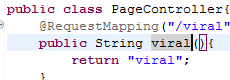 public class PageController{
@RequestMapping("/viral"
public String viral(){
return "viral";
}